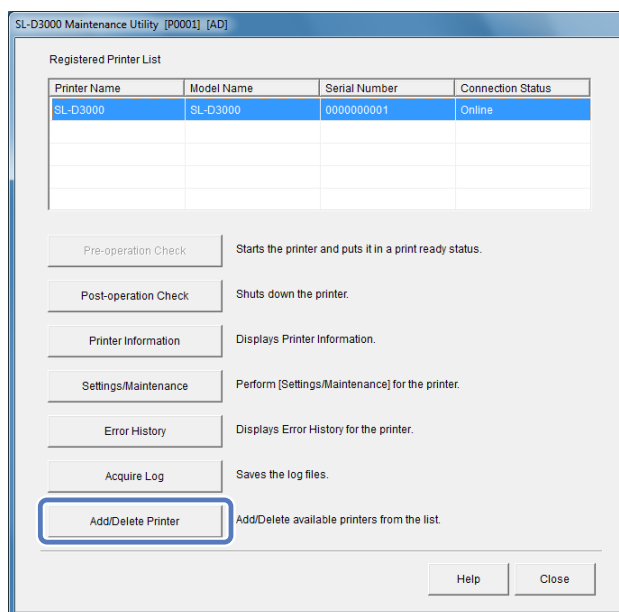 SL-D3000 Maintenance Utility [P0001] [AD]
Registered Printer List
Printer Name Model Name Serial Number Connection Status
SL-D3000 SL-D3000 0000000001 Online
Pre-operation Check Starts the printer and puts it in a print ready status.
Post-operation Check Shuts down the printer.
Printer Information Displays Printer Information.
Settings/Maintenance Perform [Settings/Maintenance] for the printer.
Error History Displays Error History for the printer.
Acquire Log Saves the log files.
Add/Delete Printer Add/Delete available printers from the list.
Help Close